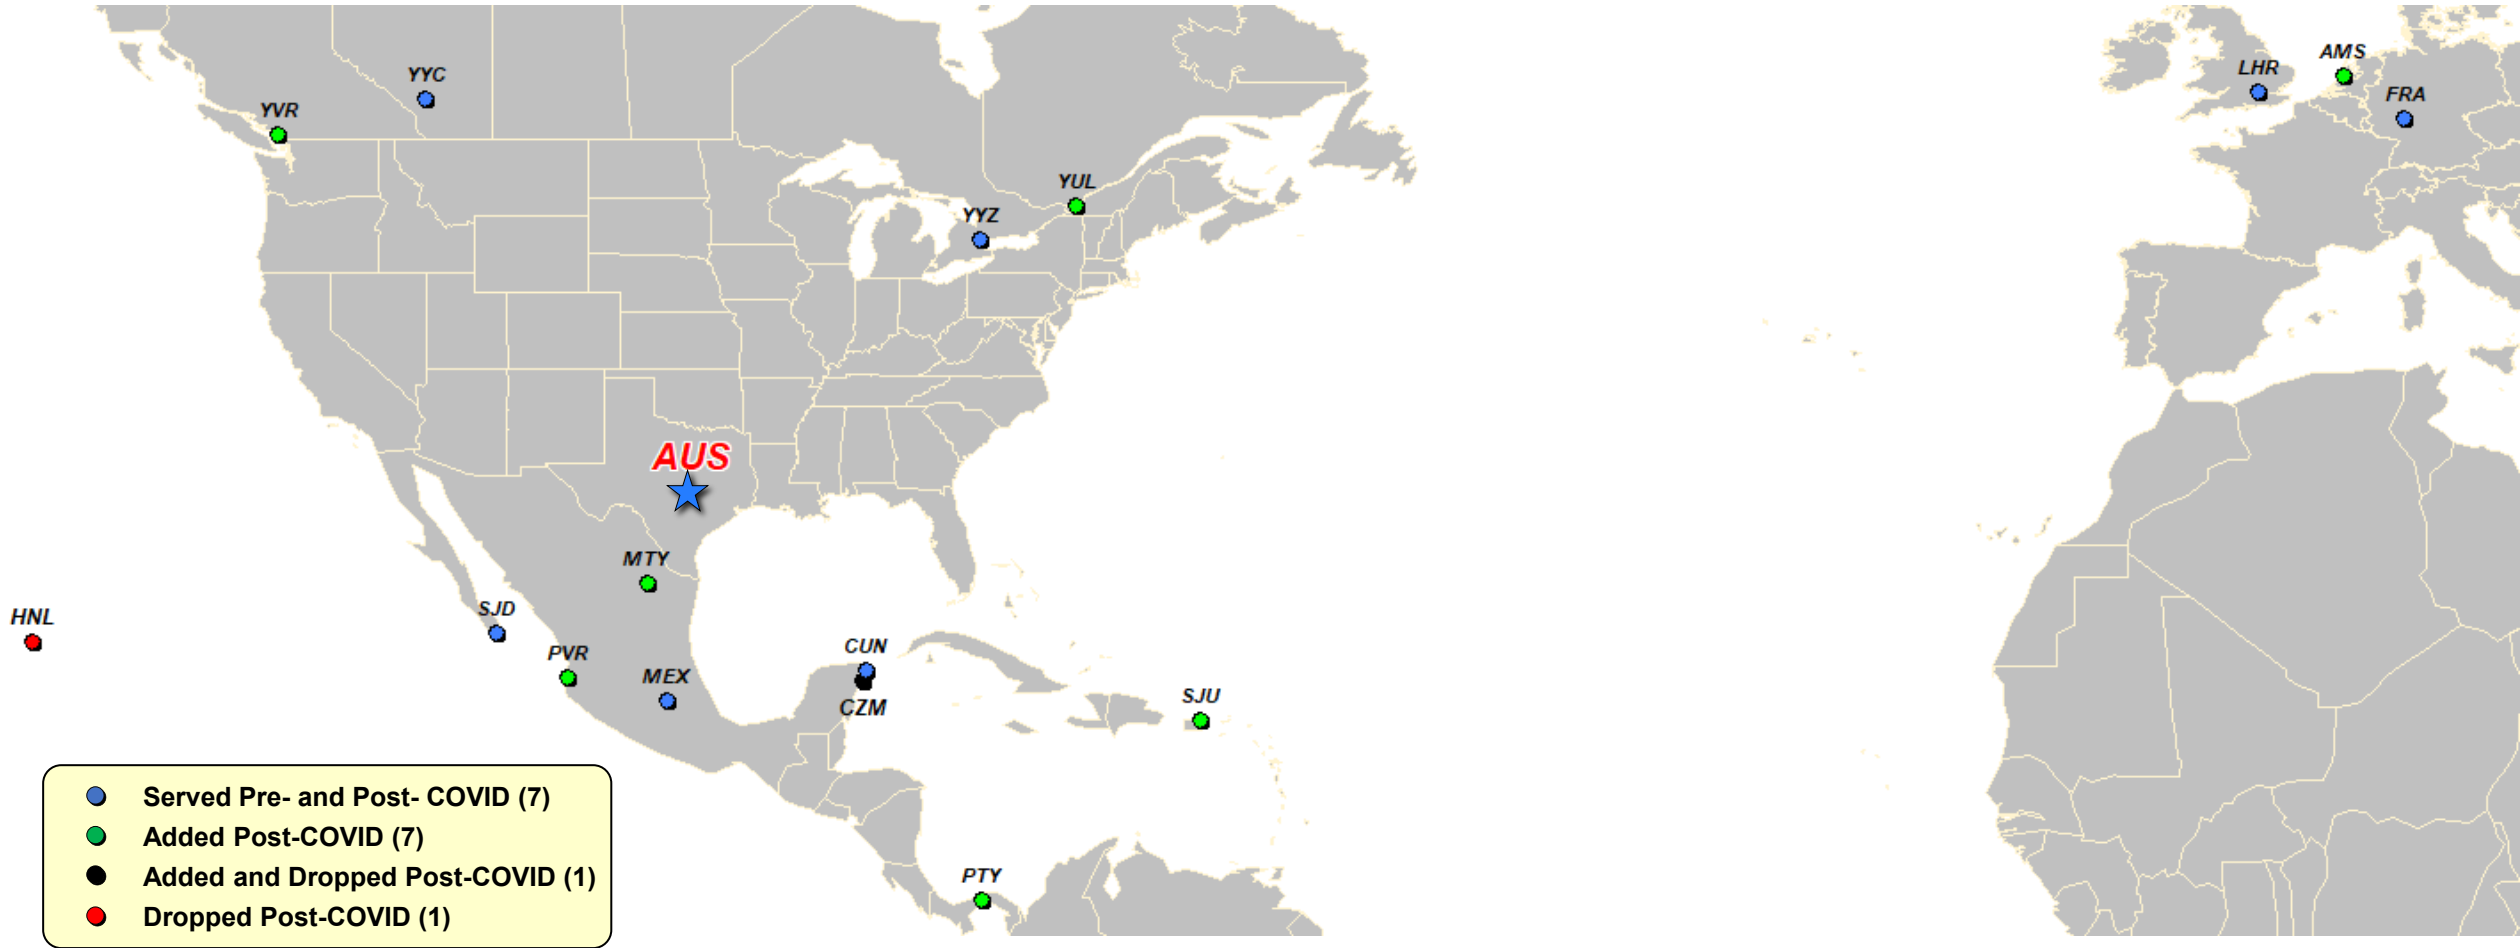 AMS
LHR
YYC
FRA
YVR
YUL
YYZ
AUS
MTY
SJD
HNL
CUN
PVR
MEX
SJU
CZM
PTY
Served Pre- and Post- COVID (7)
Added Post-COVID (7)
Added and Dropped Post-COVID (1)
Dropped Post-COVID (1)